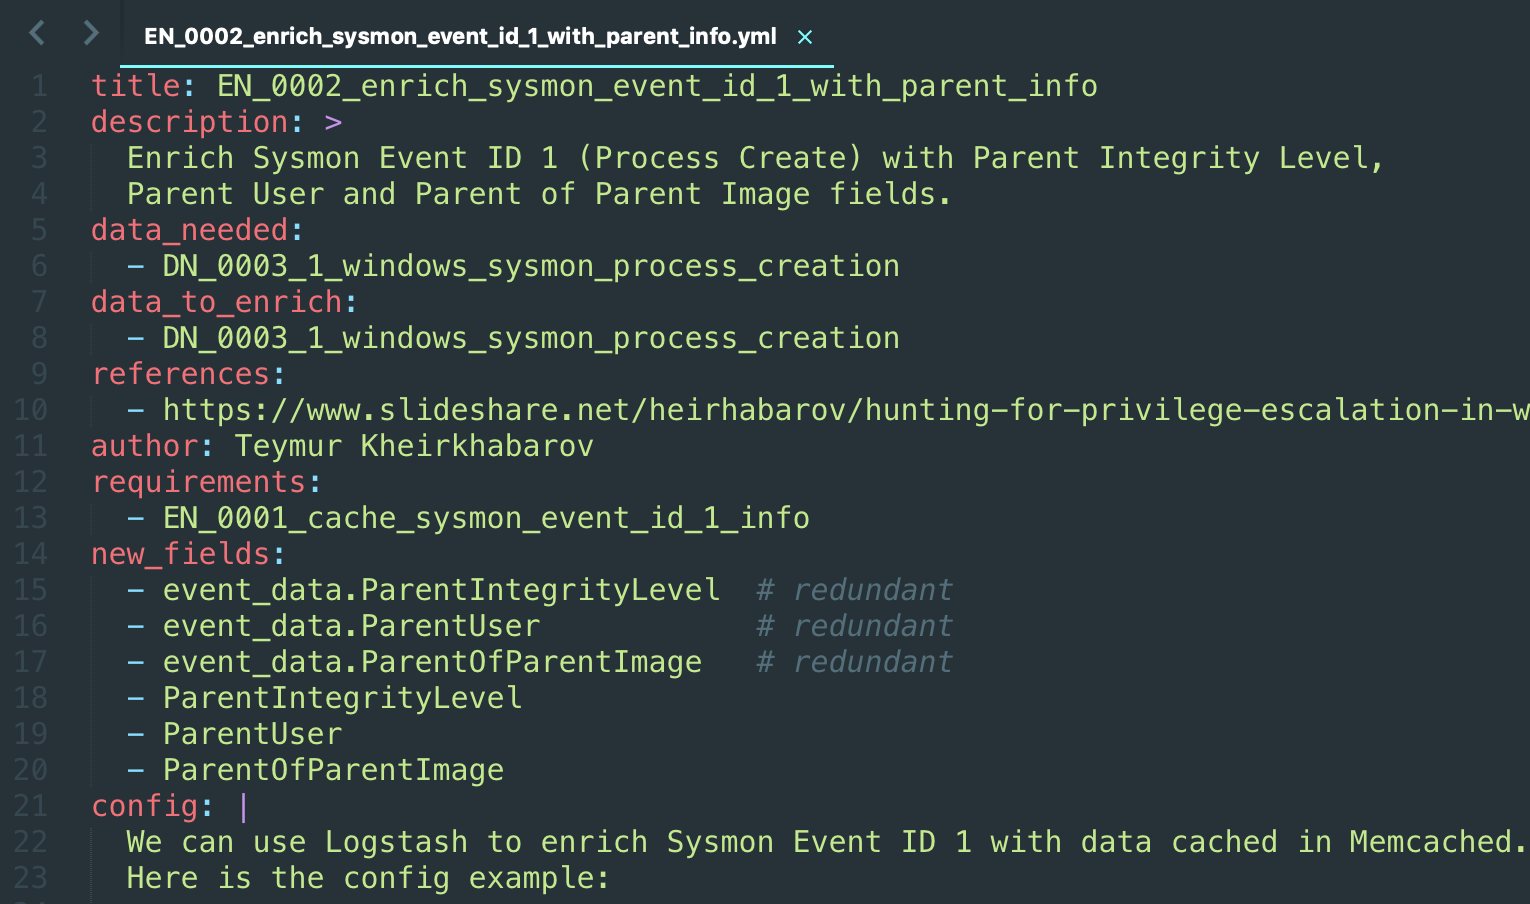 EN_0002_enrich_sysmon_event_id_1_with_parent_info.yml ×
1 title: EN_0002_enrich_sysmon_event_id_1_with_parent_info
2 description: >
3 Enrich Sysmon Event ID 1 (Process Create) with Parent Integrity Level,
4 Parent User and Parent of Parent Image fields.
5 data_needed:
6 - DN_0003_1_windows_sysmon_process_creation
7 data_to_enrich:
8 - DN_0003_1_windows_sysmon_process_creation
9 references:
10 - https://www.slideshare.net/heirhabarov/hunting-for-privilege-escalation-in-w
11 author: Teymur Kheirkhabarov
12 requirements:
13 - EN_0001_cache_sysmon_event_id_1_info
14 new_fields:
15 - event_data.ParentIntegrityLevel # redundant
16 - event_data.ParentUser # redundant
17 - event_data.ParentOfParentImage # redundant
18 - ParentIntegrityLevel
19 - ParentUser
20 - ParentOfParentImage
21 config: |
22 We can use Logstash to enrich Sysmon Event ID 1 with data cached in Memcached.
23 Here is the config example: